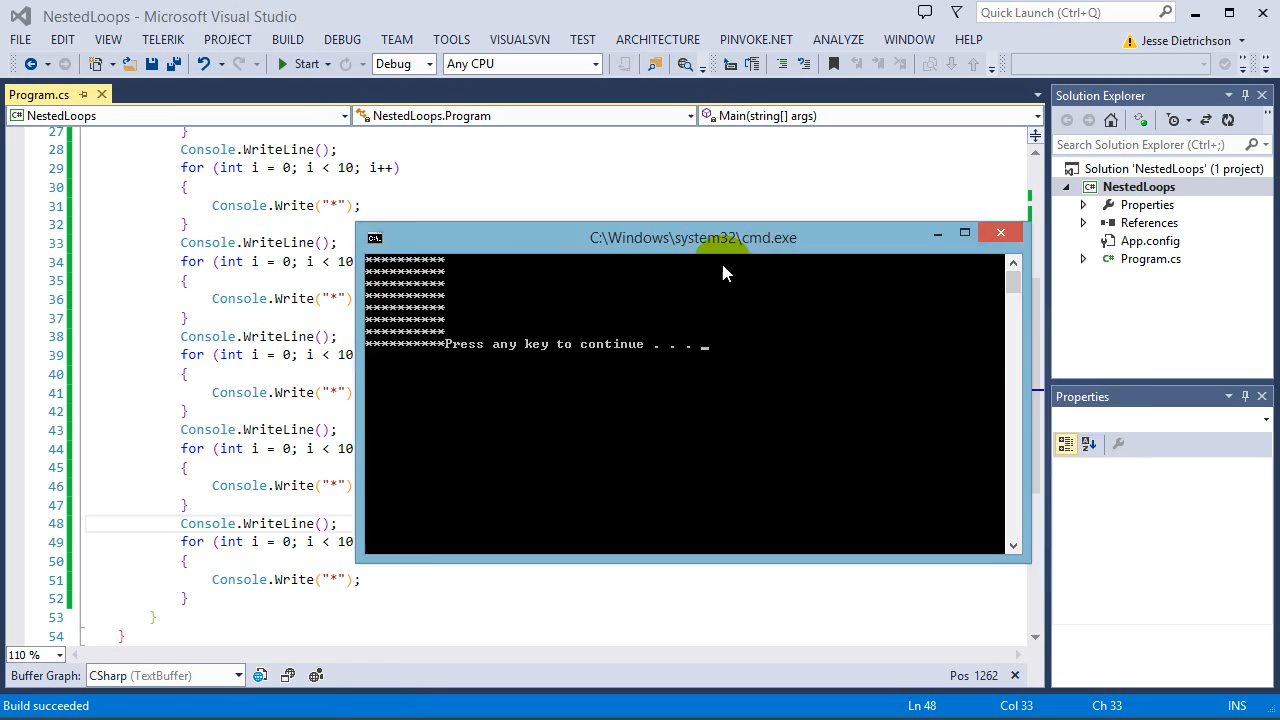 NestedLoops - Microsoft Visual Studio
Quick Launch (Ctrl+Q)
FILE EDIT VIEW TELERIK PROJECT BUILD DEBUG TEAM TOOLS VISUALSVN TEST ARCHITECTURE PINVOKE.NET ANALYZE WINDOW HELP
Jesse Dietrichson
Start Debug Any CPU
Program.cs
NestedLoops NestedLoops.Program Main(string[] args)
27 }
28 Console.WriteLine();
29 for (int i = 0; i < 10; i++)
30 {
31 Console.Write("*");
32 }
33 Console.WriteLine();
34 for (int i = 0; i < 10
35 {
36 Console.Write("*")
37 }
38 Console.WriteLine();
39 for (int i = 0; i < 10
40 {
41 Console.Write("*")
42 }
43 Console.WriteLine();
44 for (int i = 0; i < 10
45 {
46 Console.Write("*")
47 }
48 Console.WriteLine();
49 for (int i = 0; i < 10
50 {
51 Console.Write("*");
52 }
53 }
54 }
C:\Windows\system32\cmd.exe
**********
**********
**********
**********
**********
**********
**********
**********Press any key to continue . . . _
Solution Explorer
Search Solution Explorer (Ctrl+;)
Solution 'NestedLoops' (1 project)
NestedLoops
Properties
References
App.config
Program.cs
Properties
110 %
Buffer Graph: CSharp (TextBuffer) Pos 1262
Build succeeded Ln 48 Col 33 Ch 33 INS